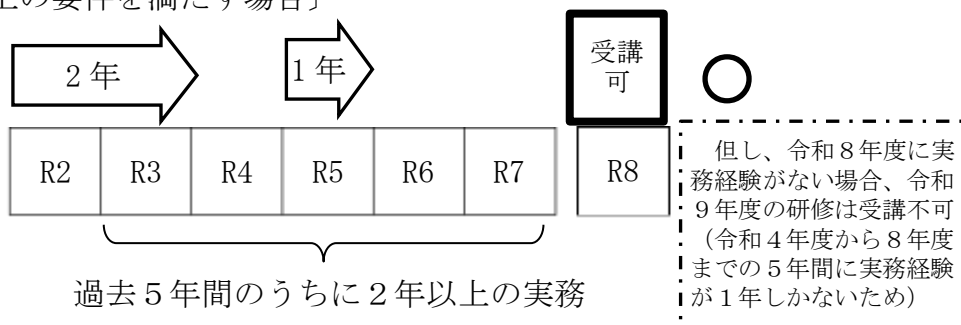 上の要件を満たす場合〕
2年
1年
受講
可
R2 R3 R4 R5 R6 R7 R8
過去5年間のうちに2年以上の実務
但し、令和８年度に実
務経験がない場合、令和
９年度の研修は受講不可
（令和４年度から８年度
までの５年間に実務経験
が１年しかないため）